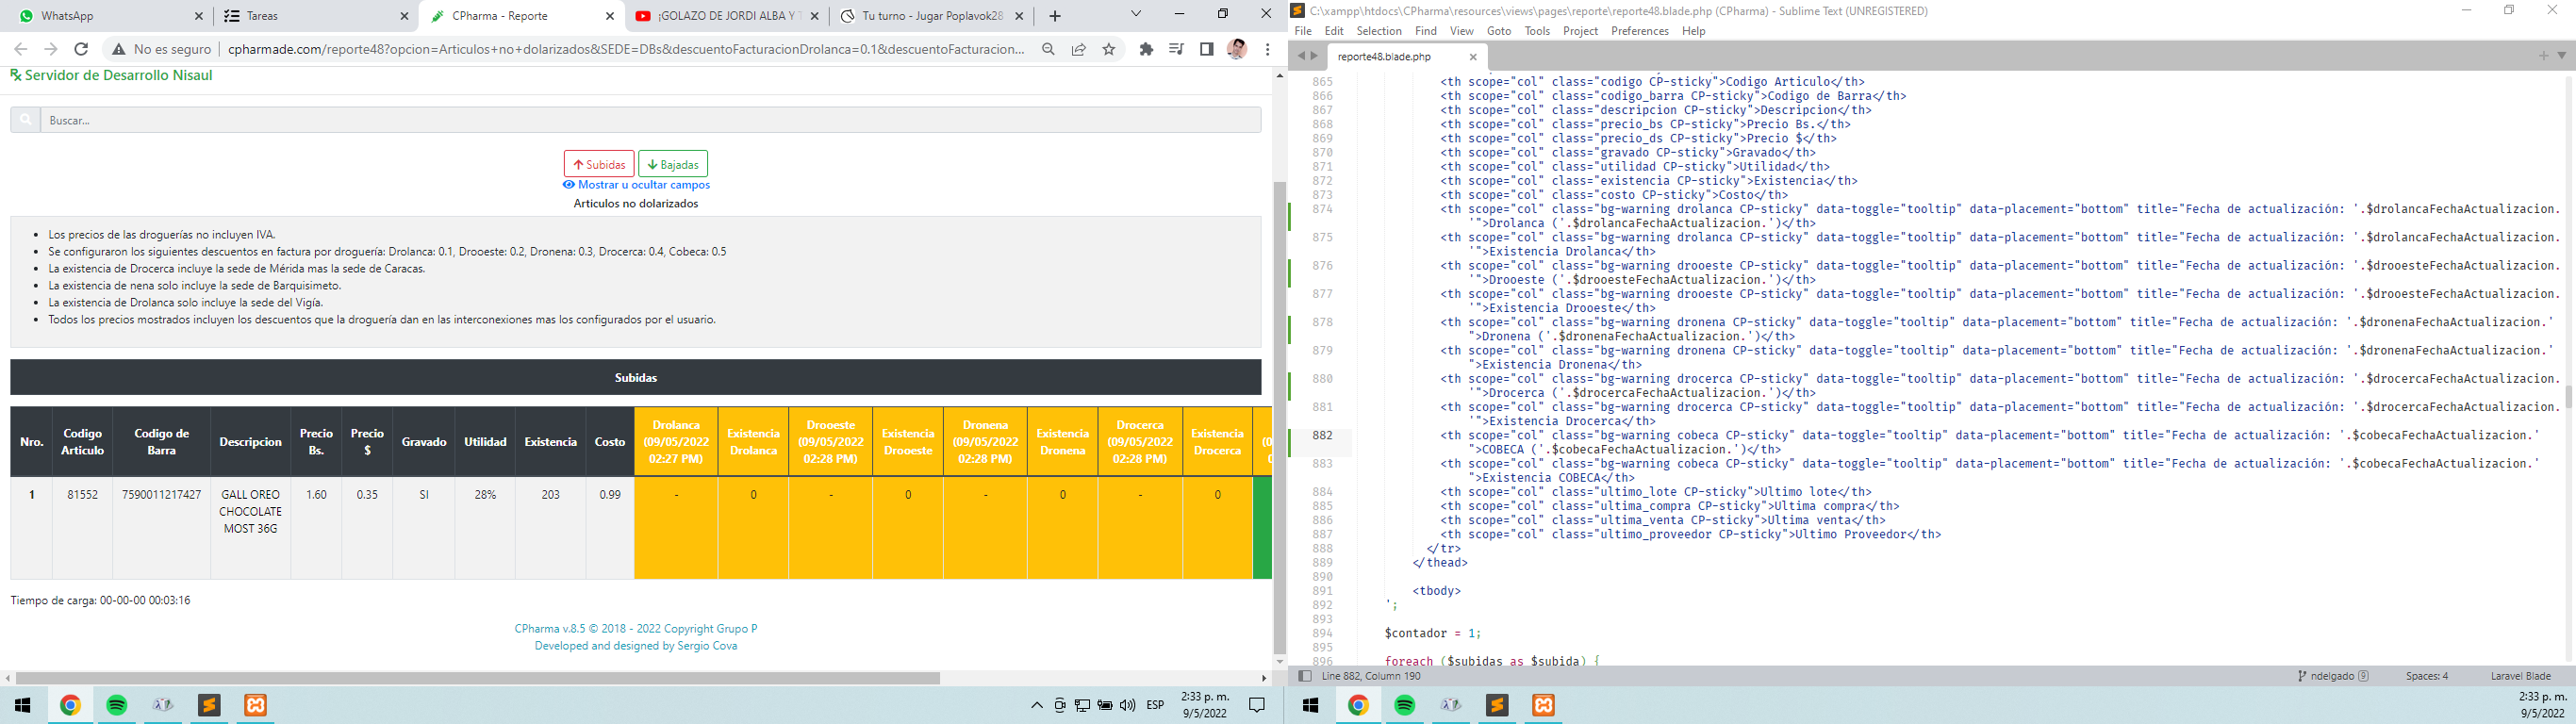 WhatsApp
Tareas
CPharma - Reporte
¡GOLAZO DE JORDI ALBA Y
Tu turno - Jugar Poplavok28
No es seguro
cpharmade.com/reporte48?opcion=Articulos+no+dolarizados&SEDE=DBs&descuentoFacturacionDrolanca=0.1&descuentoFacturacion...
Servidor de Desarrollo Nisaul
Buscar...
Subidas
Bajadas
Mostrar u ocultar campos
Articulos no dolarizados
• Los precios de las droguerías no incluyen IVA.
• Se configuraron los siguientes descuentos en factura por droguería: Drolanca: 0.1, Drooeste: 0.2, Dronena: 0.3, Drocerca: 0.4, Cobeca: 0.5
• La existencia de Drocerca incluye la sede de Mérida mas la sede de Caracas.
• La existencia de nena solo incluye la sede de Barquisimeto.
• La existencia de Drolanca solo incluye la sede del Vigía.
• Todos los precios mostrados incluyen los descuentos que la droguería dan en las interconexiones mas los configurados por el usuario.
Subidas
Nro. Codigo Articulo Codigo de Barra Descripcion Precio Bs. Precio $ Gravado Utilidad Existencia Costo Drolanca (09/05/2022 02:27 PM) Existencia Drolanca Drooeste (09/05/2022 02:28 PM) Existencia Drooeste Dronena (09/05/2022 02:28 PM) Existencia Dronena Drocerca (09/05/2022 02:28 PM) Existencia Drocerca
1 81552 7590011217427 GALL OREO CHOCOLATE MOST 36G 1.60 0.35 SI 28% 203 0.99 - 0 - 0 - 0 - 0
Tiempo de carga: 00-00-00 00:03:16
CPharma v.8.5 © 2018 - 2022 Copyright Grupo P
Developed and designed by Sergio Cova
ESP
2:33 p. m.
9/5/2022
C:\xampp\htdocs\CPharma\resources\views\pages\reporte\reporte48.blade.php (CPharma) - Sublime Text (UNREGISTERED)
File Edit Selection Find View Goto Tools Project Preferences Help
reporte48.blade.php
865 <th scope="col" class="codigo CP-sticky">Codigo Articulo</th>
866 <th scope="col" class="codigo_barra CP-sticky">Codigo de Barra</th>
867 <th scope="col" class="descripcion CP-sticky">Descripcion</th>
868 <th scope="col" class="precio_bs CP-sticky">Precio Bs.</th>
869 <th scope="col" class="precio_ds CP-sticky">Precio $</th>
870 <th scope="col" class="gravado CP-sticky">Gravado</th>
871 <th scope="col" class="utilidad CP-sticky">Utilidad</th>
872 <th scope="col" class="existencia CP-sticky">Existencia</th>
873 <th scope="col" class="costo CP-sticky">Costo</th>
874 <th scope="col" class="bg-warning drolanca CP-sticky" data-toggle="tooltip" data-placement="bottom" title="Fecha de actualización: '.$drolancaFechaActualizacion.
'">Drolanca ('.$drolancaFechaActualizacion.')</th>
875 <th scope="col" class="bg-warning drolanca CP-sticky" data-toggle="tooltip" data-placement="bottom" title="Fecha de actualización: '.$drolancaFechaActualizacion.
'">Existencia Drolanca</th>
876 <th scope="col" class="bg-warning drooeste CP-sticky" data-toggle="tooltip" data-placement="bottom" title="Fecha de actualización: '.$drooesteFechaActualizacion.
'">Drooeste ('.$drooesteFechaActualizacion.')</th>
877 <th scope="col" class="bg-warning drooeste CP-sticky" data-toggle="tooltip" data-placement="bottom" title="Fecha de actualización: '.$drooesteFechaActualizacion.
'">Existencia Drooeste</th>
878 <th scope="col" class="bg-warning dronena CP-sticky" data-toggle="tooltip" data-placement="bottom" title="Fecha de actualización: '.$dronenaFechaActualizacion.'
">Dronena ('.$dronenaFechaActualizacion.')</th>
879 <th scope="col" class="bg-warning dronena CP-sticky" data-toggle="tooltip" data-placement="bottom" title="Fecha de actualización: '.$dronenaFechaActualizacion.'
">Existencia Dronena</th>
880 <th scope="col" class="bg-warning drocerca CP-sticky" data-toggle="tooltip" data-placement="bottom" title="Fecha de actualización: '.$drocercaFechaActualizacion.
'">Drocerca ('.$drocercaFechaActualizacion.')</th>
881 <th scope="col" class="bg-warning drocerca CP-sticky" data-toggle="tooltip" data-placement="bottom" title="Fecha de actualización: '.$drocercaFechaActualizacion.
'">Existencia Drocerca</th>
882 <th scope="col" class="bg-warning cobeca CP-sticky" data-toggle="tooltip" data-placement="bottom" title="Fecha de actualización: '.$cobecaFechaActualizacion.'
">COBECA ('.$cobecaFechaActualizacion.')</th>
883 <th scope="col" class="bg-warning cobeca CP-sticky" data-toggle="tooltip" data-placement="bottom" title="Fecha de actualización: '.$cobecaFechaActualizacion.'
">Existencia COBECA</th>
884 <th scope="col" class="ultimo_lote CP-sticky">Ultimo lote</th>
885 <th scope="col" class="ultima_compra CP-sticky">Ultima compra</th>
886 <th scope="col" class="ultima_venta CP-sticky">Ultima venta</th>
887 <th scope="col" class="ultimo_proveedor CP-sticky">Ultimo Proveedor</th>
888 </tr>
889 </thead>
890
891 <tbody>
892 ';
893
894 $contador = 1;
895
896 foreach ($subidas as $subida) {
Line 882, Column 190
ndelgado 9
Spaces: 4
Laravel Blade
2:33 p. m.
9/5/2022